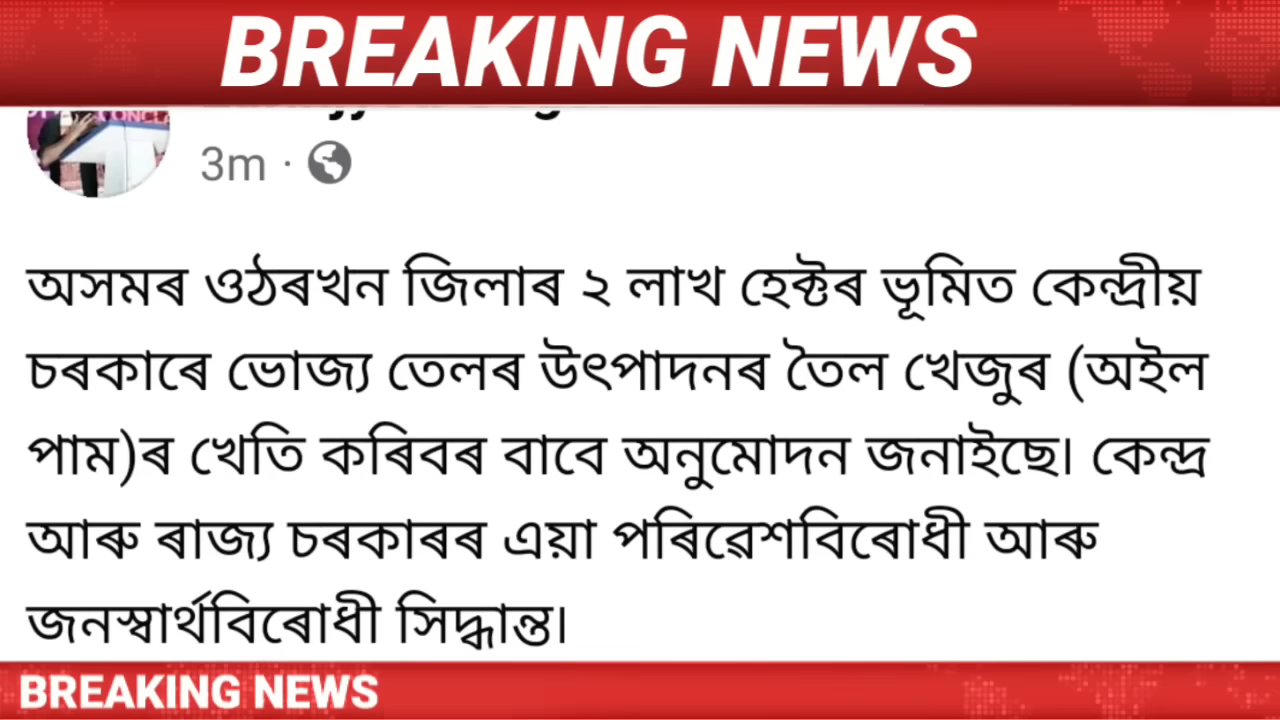 BREAKING NEWS
3m ·
অসমৰ ওঠৰখন জিলাৰ ২ লাখ হেক্টৰ ভূমিত কেন্দ্ৰীয়
চৰকাৰে ভোজ্য তেলৰ উৎপাদনৰ তৈল খেজুৰ (অইল
পাম)ৰ খেতি কৰিবৰ বাবে অনুমোদন জনাইছে। কেন্দ্ৰ
আৰু ৰাজ্য চৰকাৰৰ এয়া পৰিৱেশবিৰোধী আৰু
জনস্বাৰ্থবিৰোধী সিদ্ধান্ত।
BREAKING NEWS